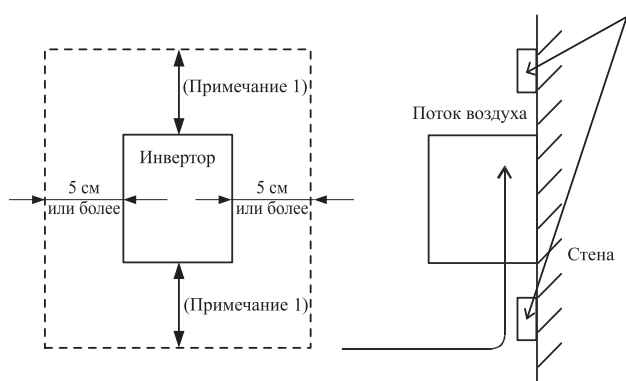 (Примечание 1)
Инвертор
5 см
или более
5 см
или более
(Примечание 1)
Поток воздуха
Стена